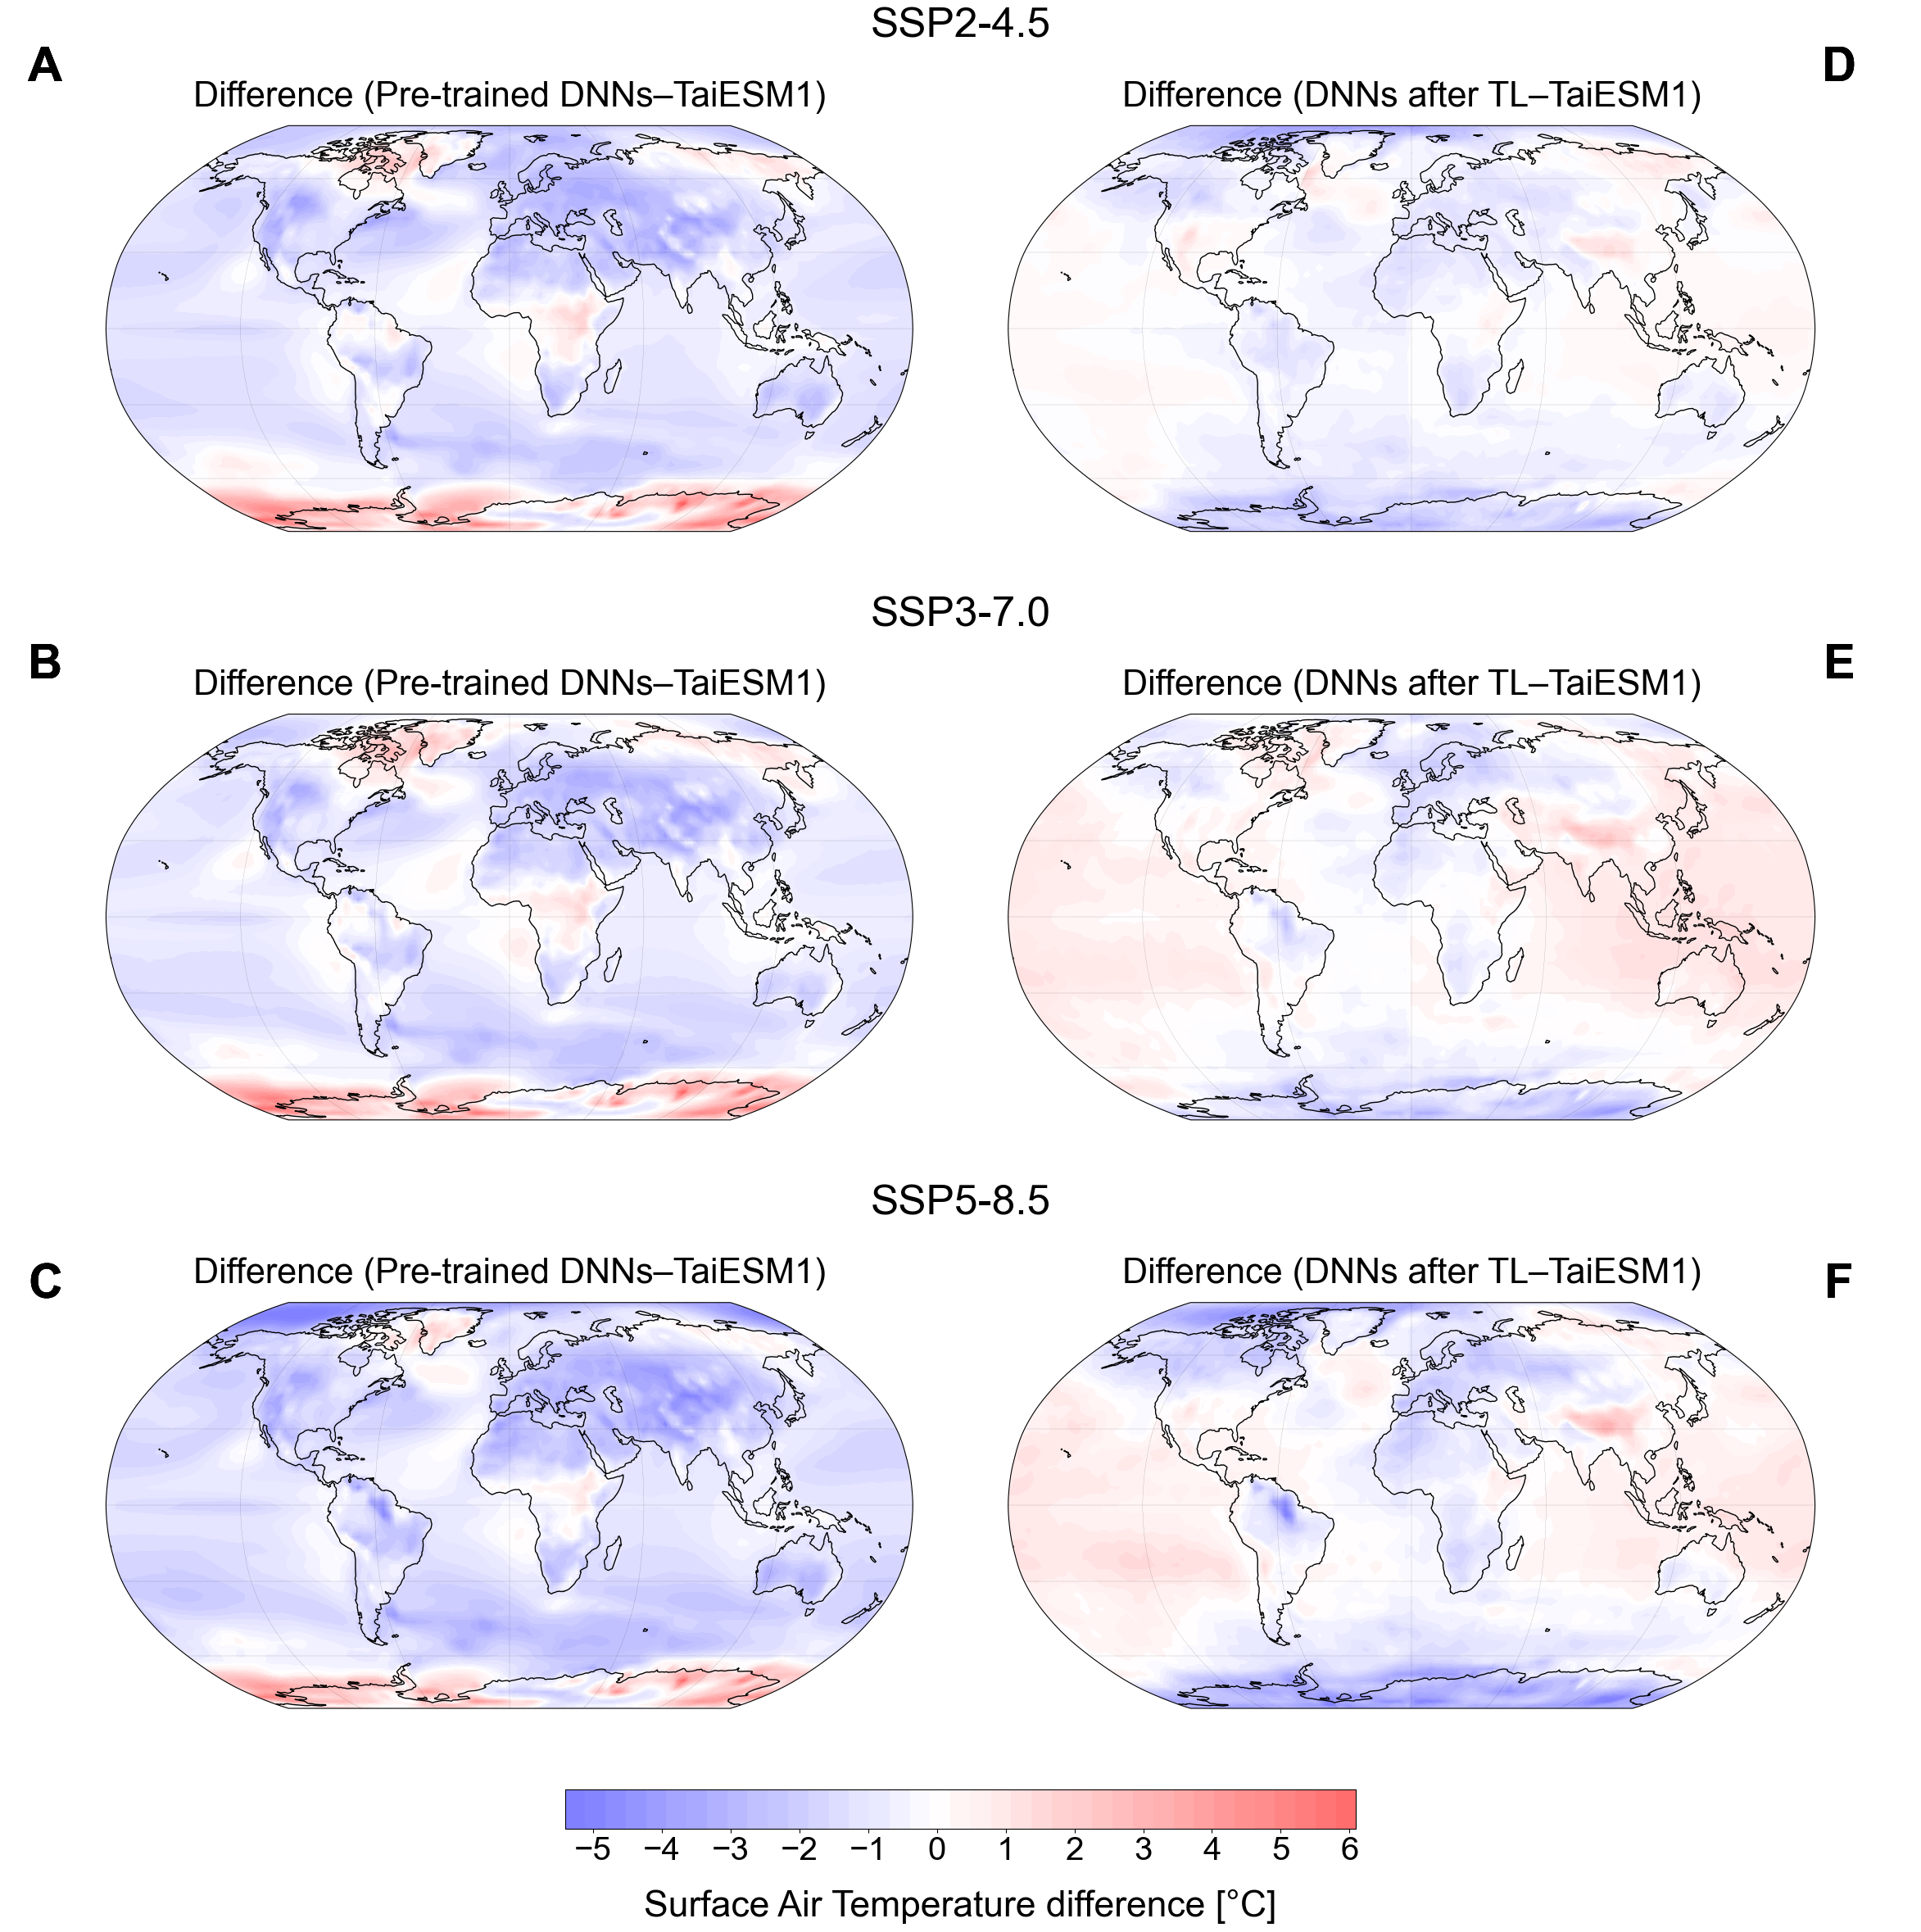 SSP2-4.5
A
D
Difference (Pre-trained DNNs–TaiESM1)
Difference (DNNs after TL–TaiESM1)
SSP3-7.0
B
E
Difference (Pre-trained DNNs–TaiESM1)
Difference (DNNs after TL–TaiESM1)
SSP5-8.5
C
F
Difference (Pre-trained DNNs–TaiESM1)
Difference (DNNs after TL–TaiESM1)
−5 −4 −3 −2 −1 0 1 2 3 4 5 6
Surface Air Temperature difference [°C]